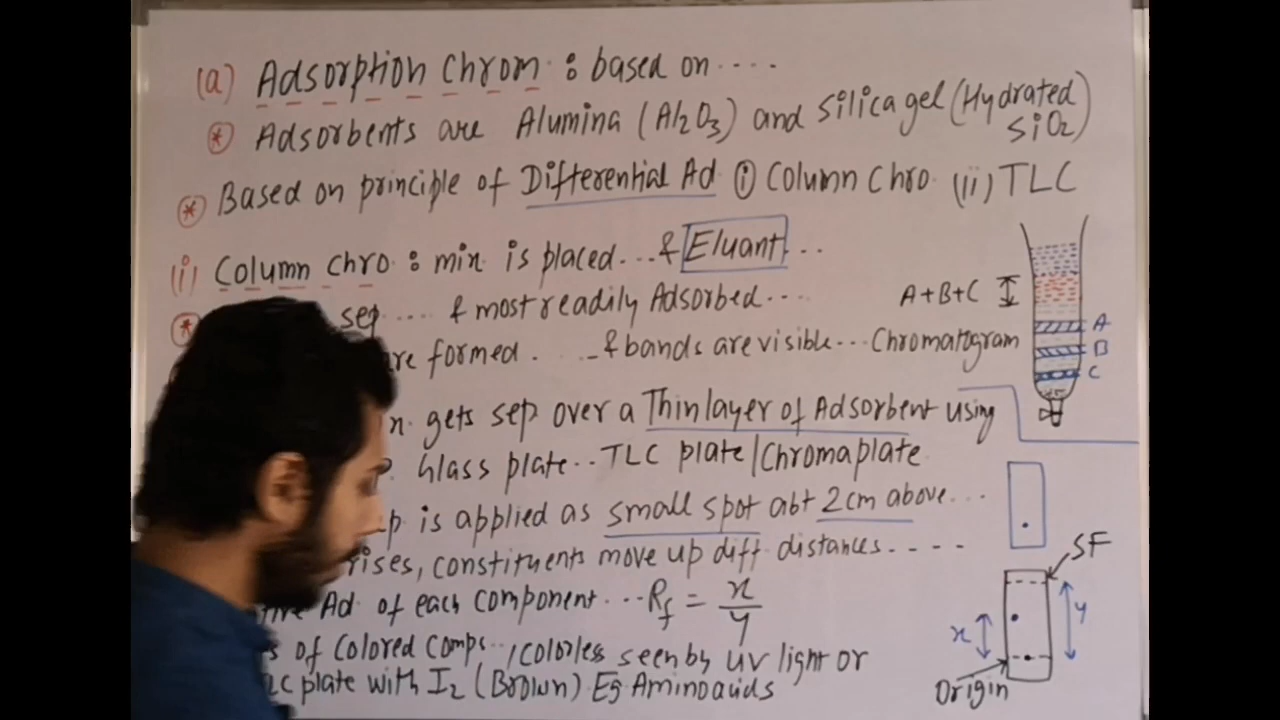 (a) Adsorption Chrom : based on ....
* Adsorbents are Alumina (Al2O3) and silica gel (Hydrated SiO2)
* Based on principle of Differential Ad (i) Column Chro (ii) TLC
(i) Column Chro : mix is placed...& Eluant...
* sep .... & most readily Adsorbed....
are formed. ...& bands are visible... Chromatogram
A+B+C
A
B
C
gets sep over a Thin layer of Adsorbent using
Glass plate.. TLC plate/Chromaplate
is applied as small spot abt 2cm above...
rises, constituents move up diff distances....
Ad of each component...Rf = x/y
of Colored Comps.., colorless seen by uv light or
plate with I2 (Brown) Eg Aminoacids
SF
x
y
Origin